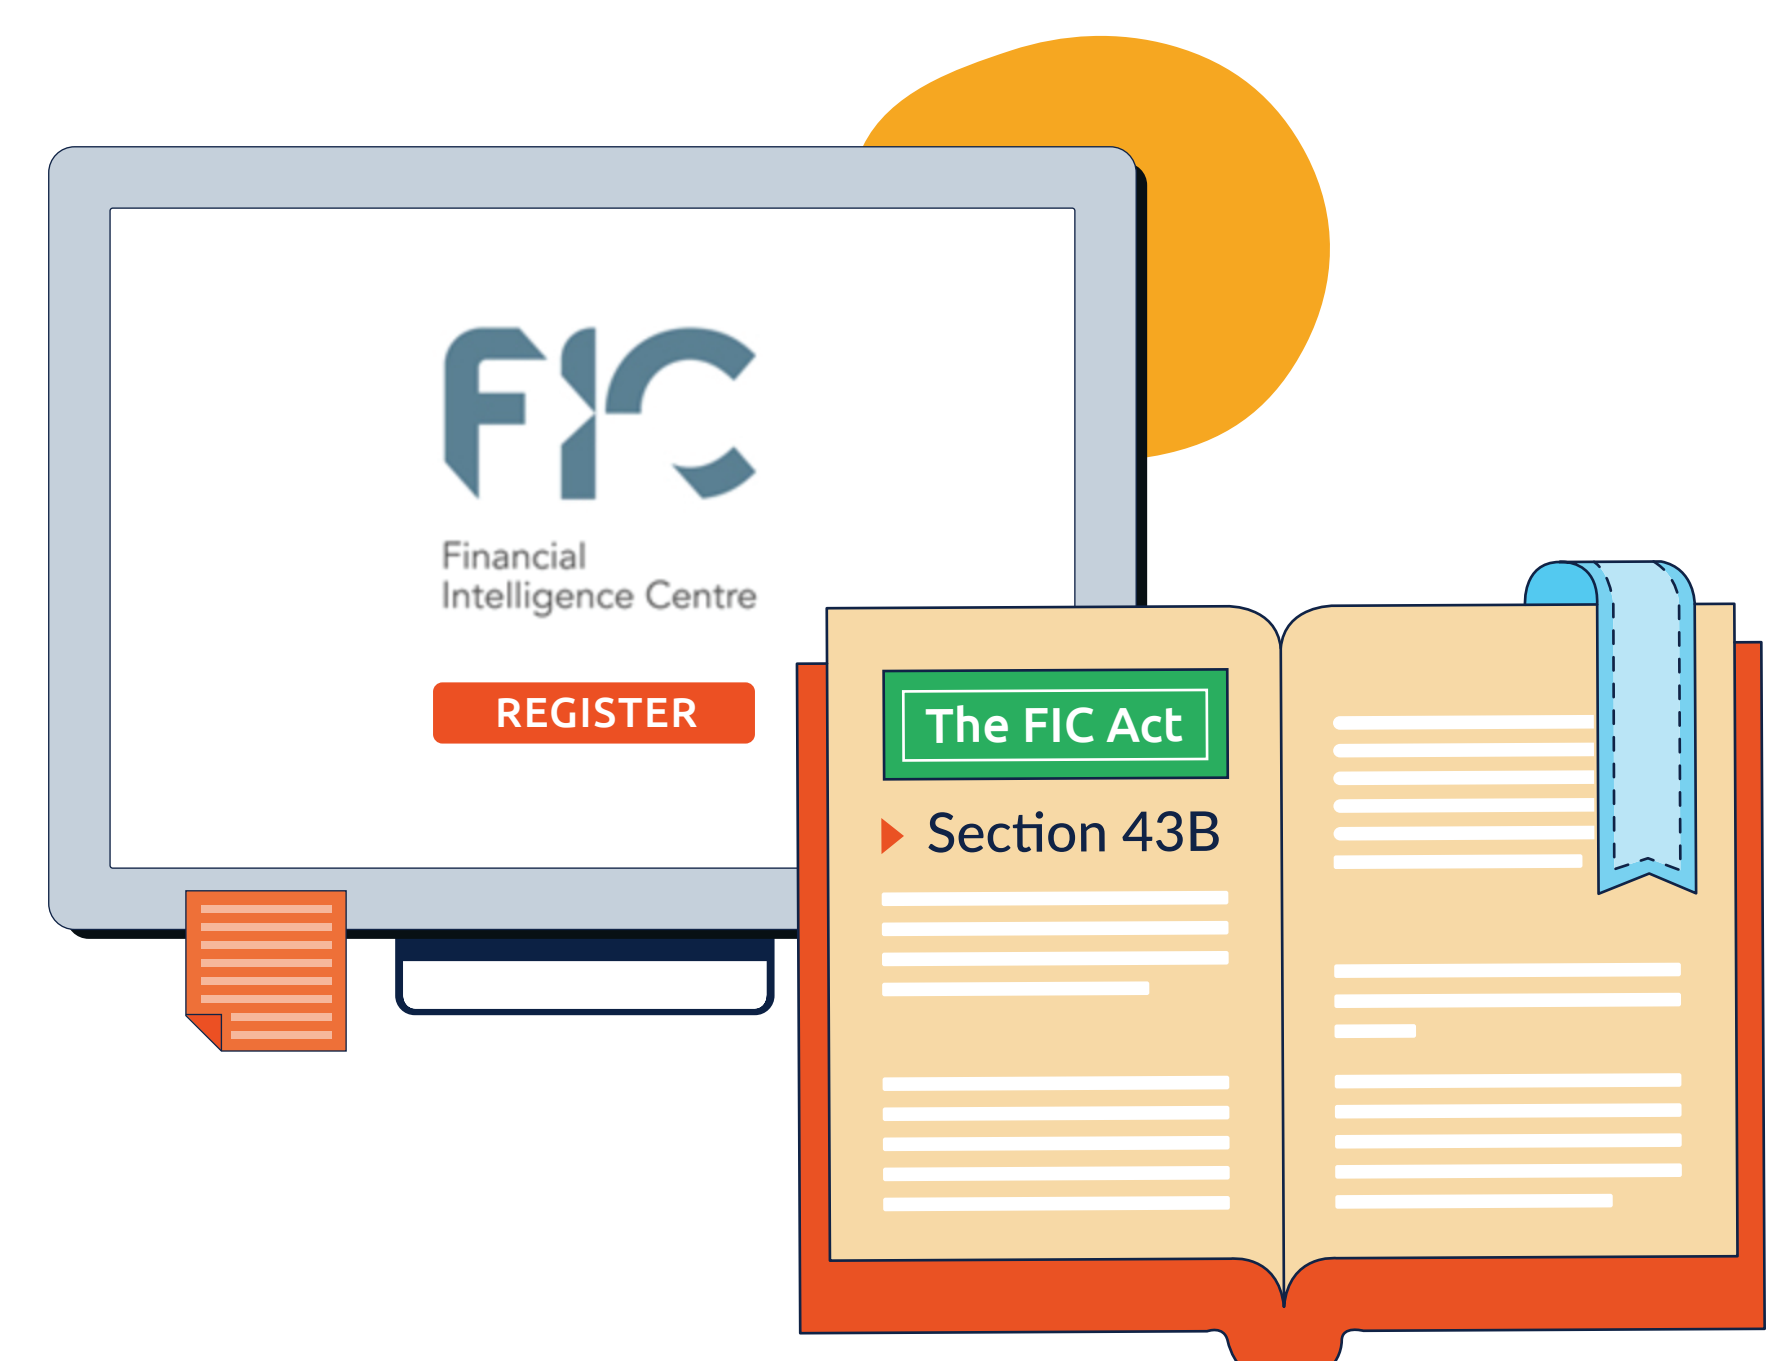 FIC
Financial
Intelligence Centre
REGISTER
The FIC Act
Section 43B